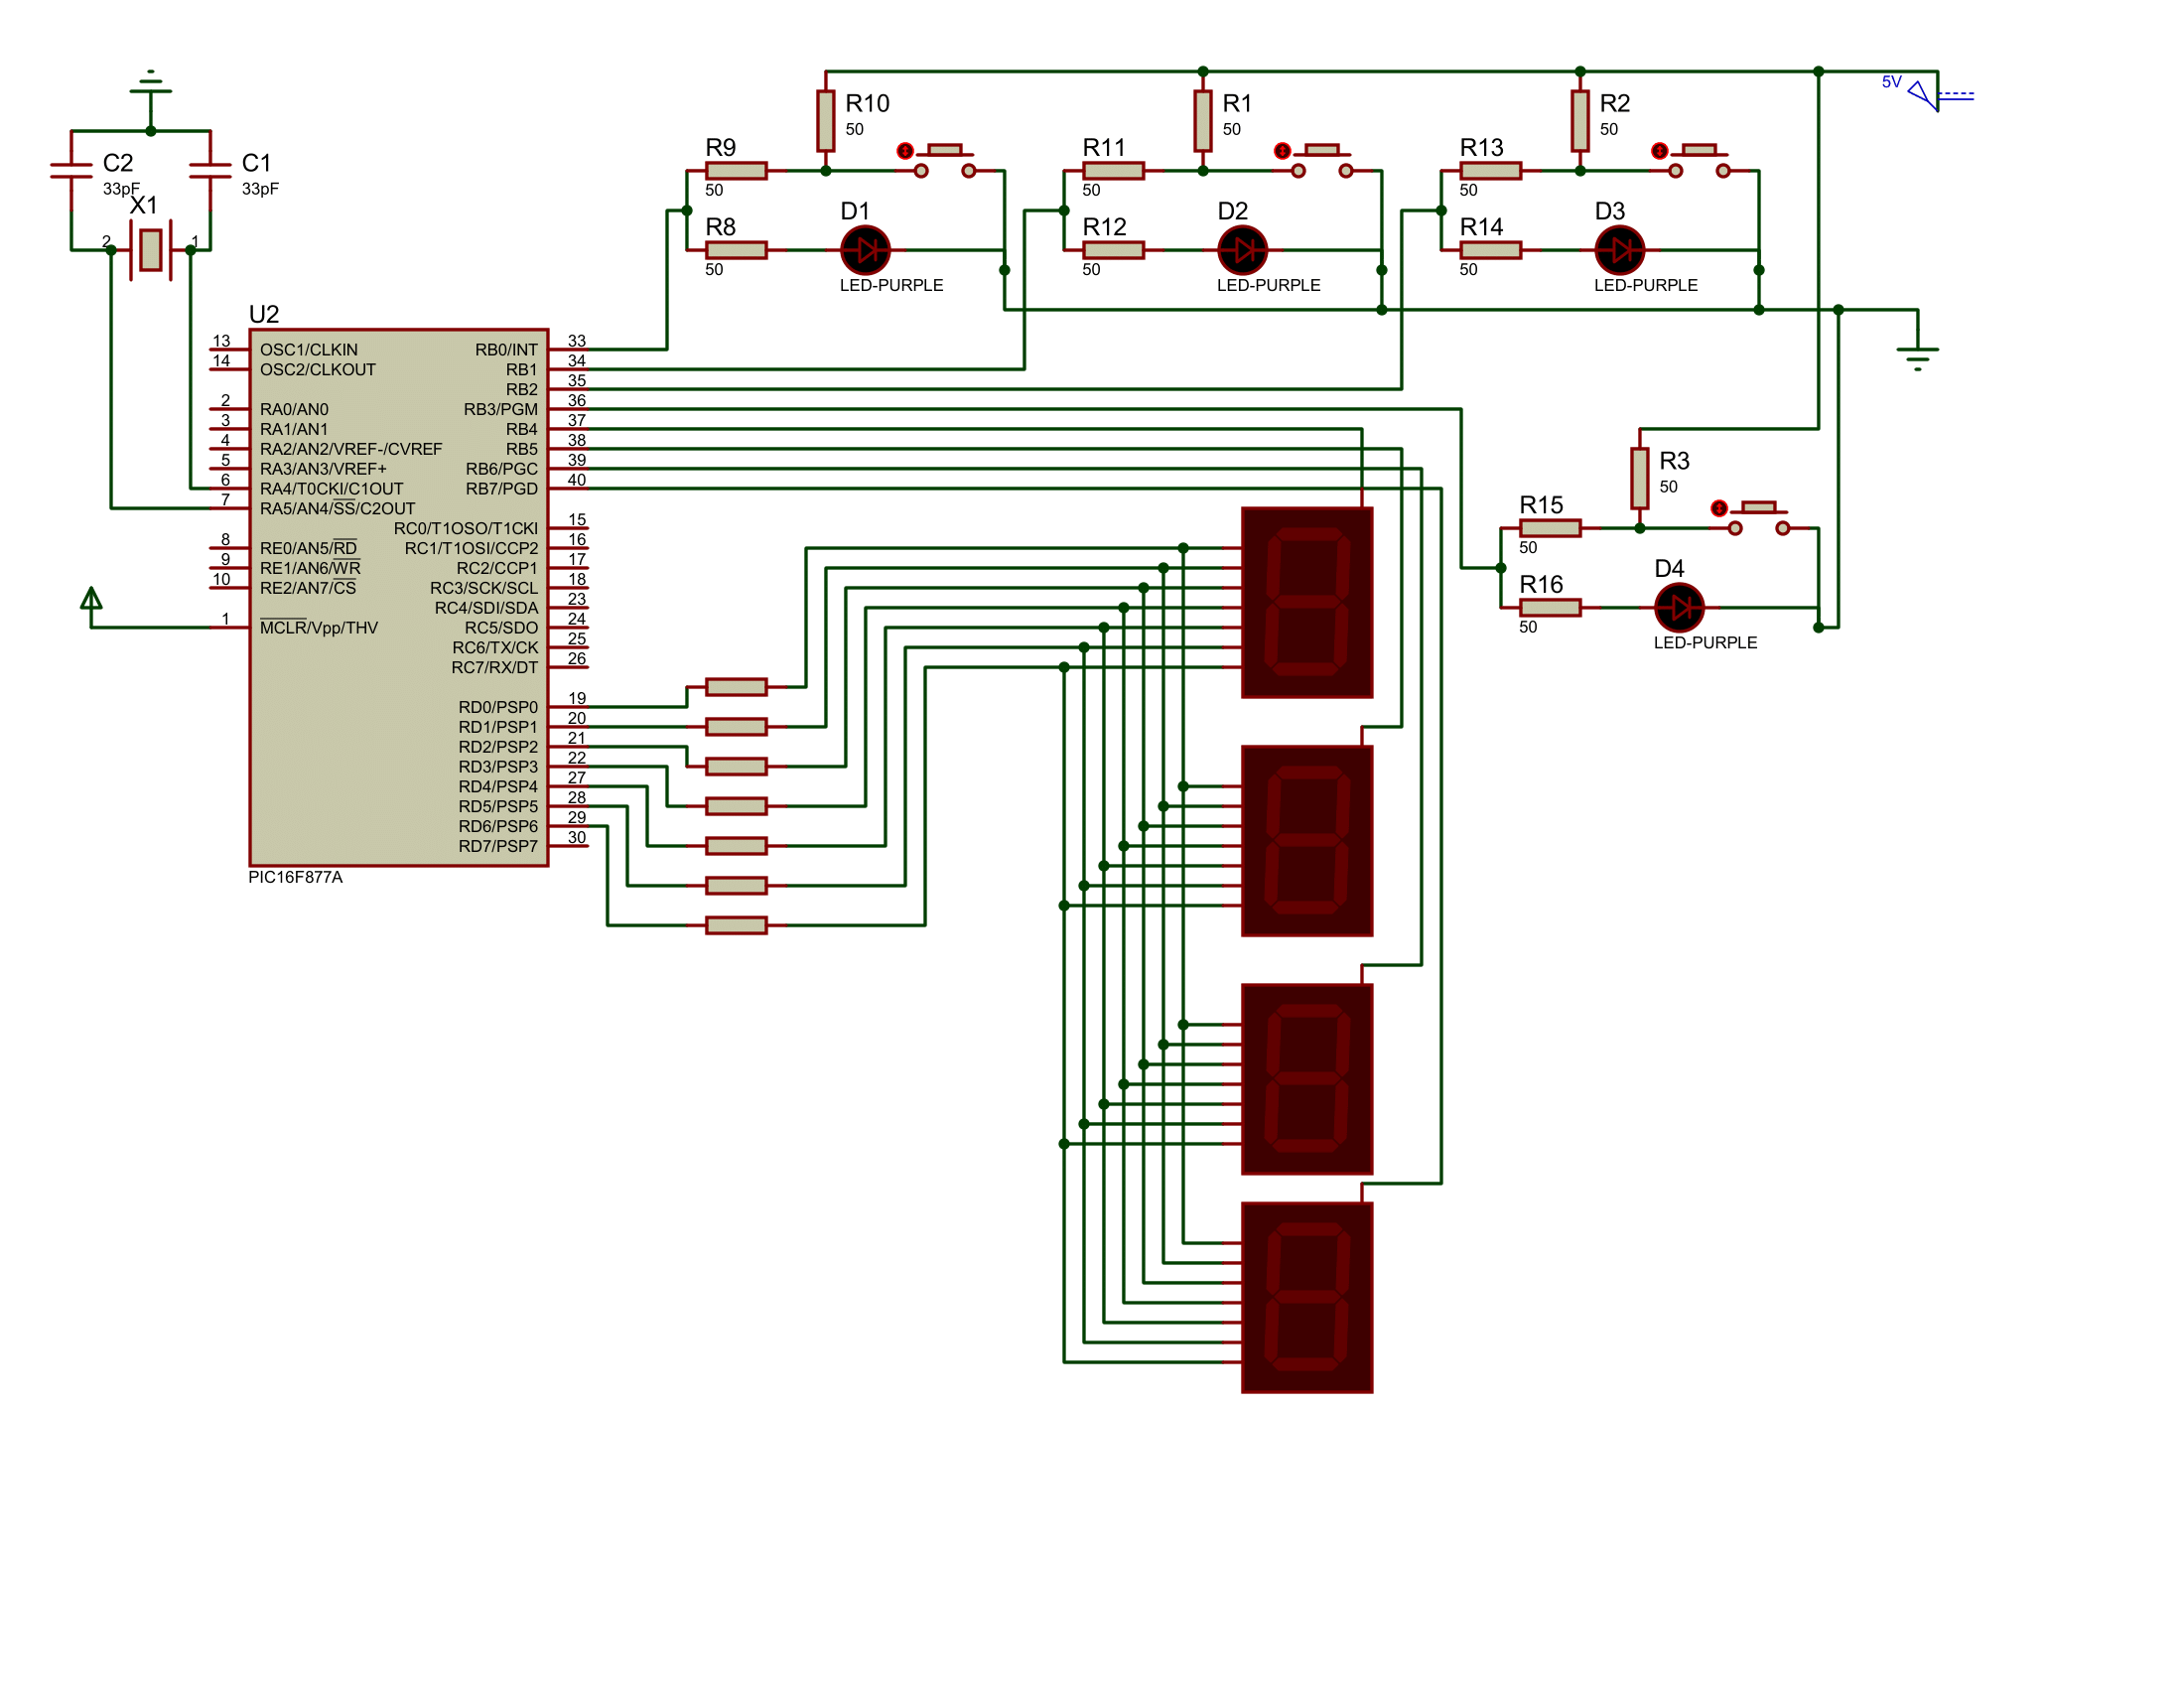 5V
R10
50
R1
50
R2
50
R9
50
R11
50
R13
50
C2
33pF
C1
33pF
X1
2
1
R8
50
D1
LED-PURPLE
R12
50
D2
LED-PURPLE
R14
50
D3
LED-PURPLE
U2
13 OSC1/CLKIN RB0/INT 33
14 OSC2/CLKOUT RB1 34
RB2 35
2 RA0/AN0 RB3/PGM 36
3 RA1/AN1 RB4 37
4 RA2/AN2/VREF-/CVREF RB5 38
5 RA3/AN3/VREF+ RB6/PGC 39
6 RA4/T0CKI/C1OUT RB7/PGD 40
7 RA5/AN4/SS/C2OUT
RC0/T1OSO/T1CKI 15
8 RE0/AN5/RD RC1/T1OSI/CCP2 16
9 RE1/AN6/WR RC2/CCP1 17
10 RE2/AN7/CS RC3/SCK/SCL 18
RC4/SDI/SDA 23
1 MCLR/Vpp/THV RC5/SDO 24
RC6/TX/CK 25
RC7/RX/DT 26
RD0/PSP0 19
RD1/PSP1 20
RD2/PSP2 21
RD3/PSP3 22
RD4/PSP4 27
RD5/PSP5 28
RD6/PSP6 29
RD7/PSP7 30
PIC16F877A
R3
50
R15
50
R16
50
D4
LED-PURPLE